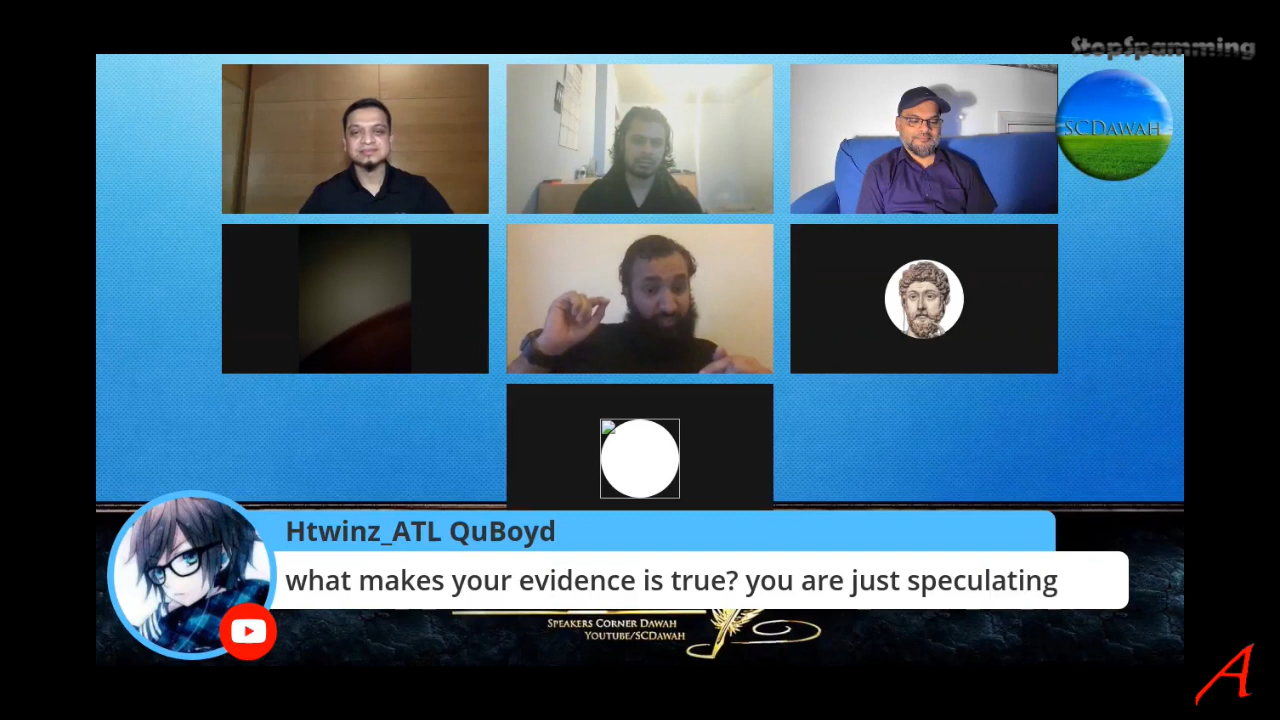 StopSpamming
SCDAWAH
Htwinz_ATL QuBoyd
what makes your evidence is true? you are just speculating
SPEAKERS CORNER DAWAH
YOUTUBE/SCDAWAH
A